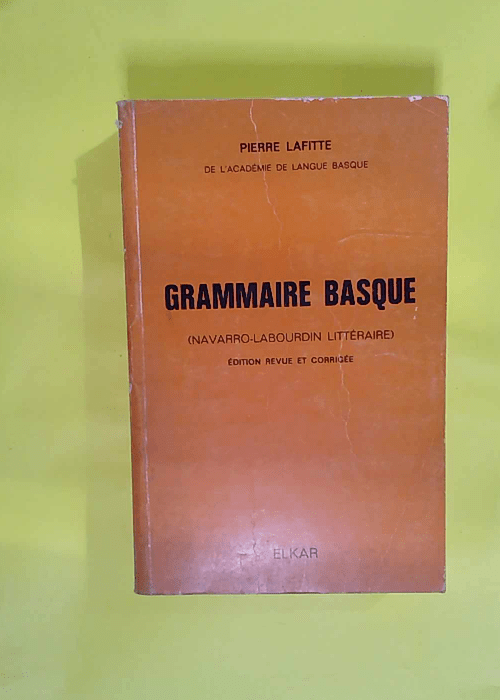 PIERRE LAFITTE
DE L'ACADÉMIE DE LANGUE BASQUE
GRAMMAIRE BASQUE
(NAVARRO-LABOURDIN LITTÉRAIRE)
ÉDITION REVUE ET CORRIGÉE
ELKAR